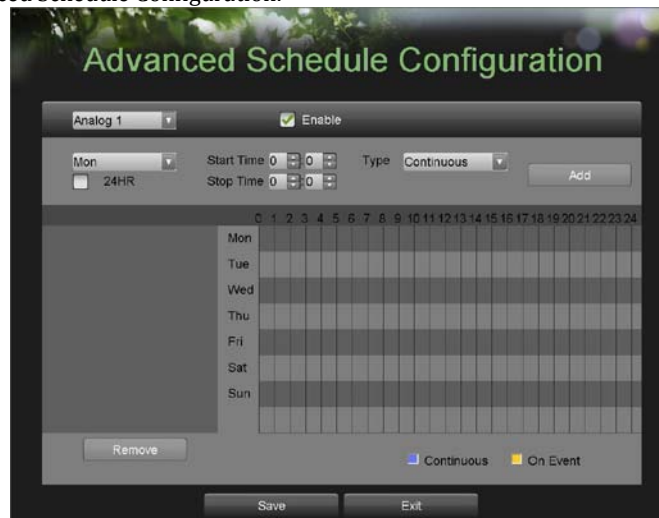 Advanced Schedule Configuration
Analog 1 Enable
Mon Start Time 0 : 0 Type Continuous Add
24HR Stop Time 0 : 0
0 1 2 3 4 5 6 7 8 9 10 11 12 13 14 15 16 17 18 19 20 21 22 23 24
Mon
Tue
Wed
Thu
Fri
Sat
Sun
Remove Continuous On Event
Save Exit